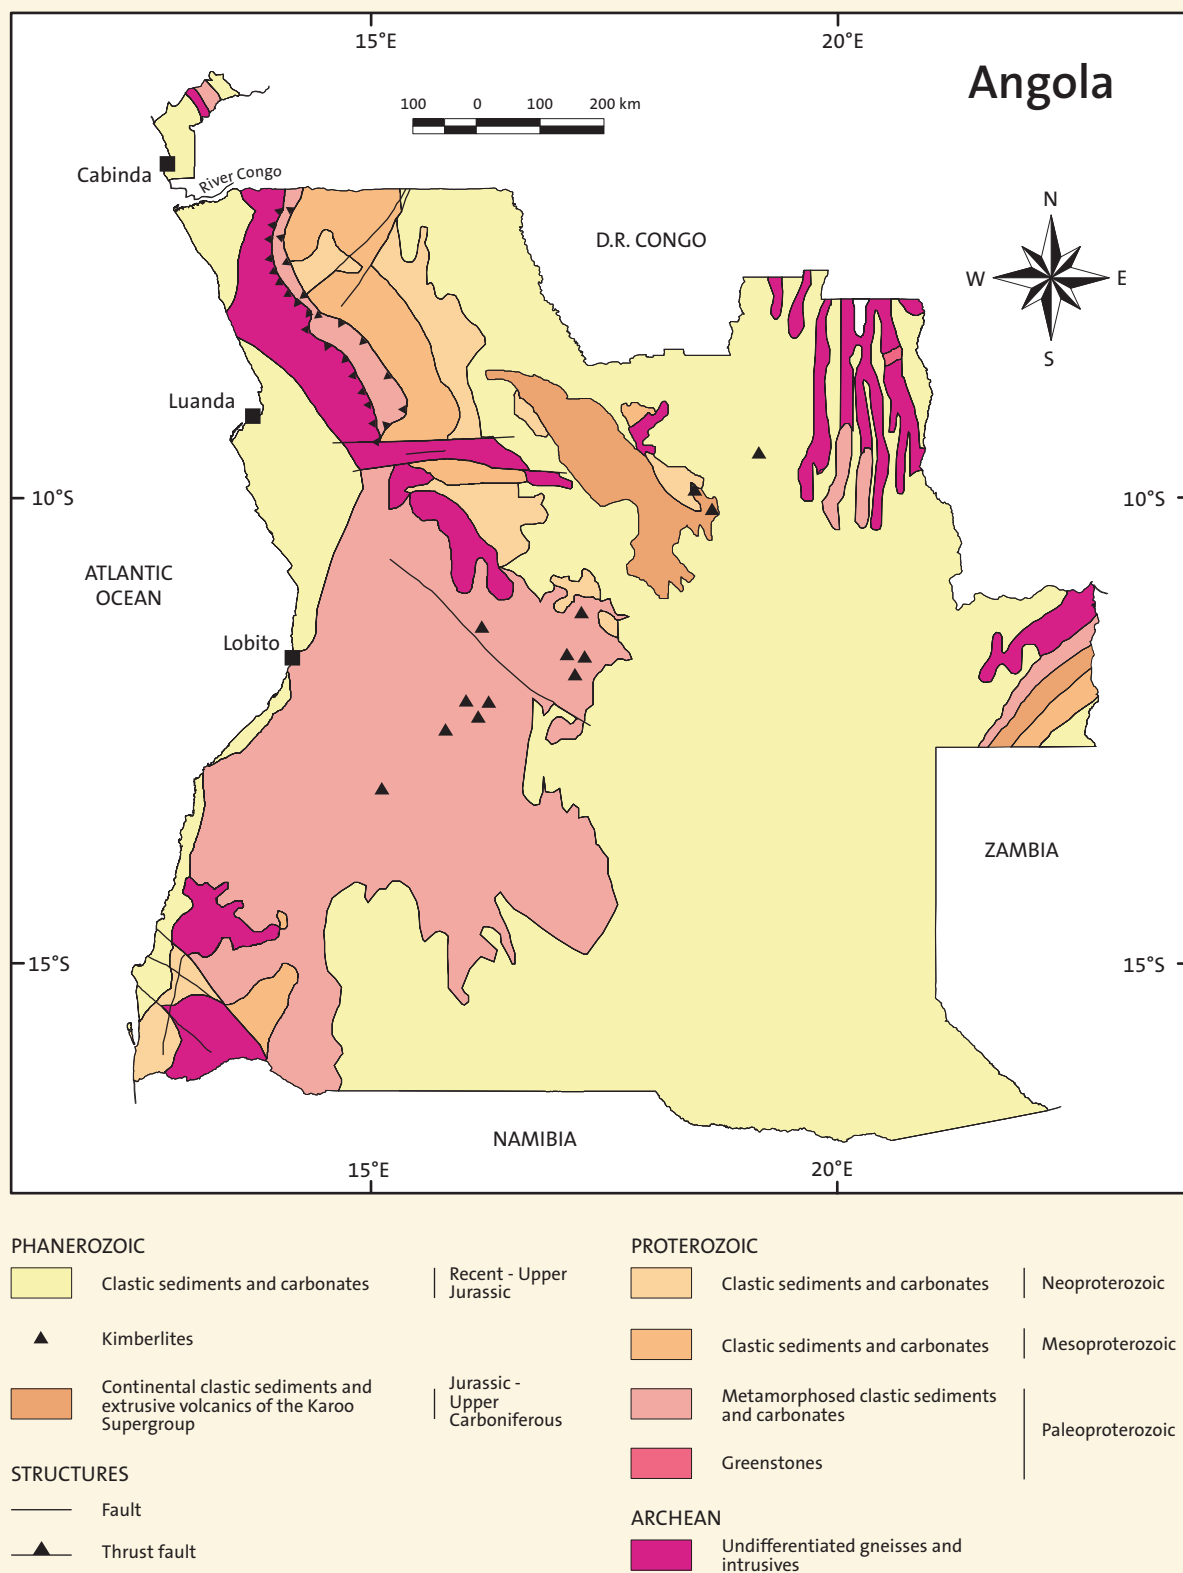 15°E
20°E
Angola
100
0
100
200 km
Cabinda
River Congo
D.R. CONGO
N
W
E
S
Luanda
10°S
10°S
ATLANTIC
OCEAN
Lobito
ZAMBIA
15°S
15°S
NAMIBIA
15°E
20°E
PHANEROZOIC
Clastic sediments and carbonates
Recent - Upper
Jurassic
Kimberlites
Continental clastic sediments and
extrusive volcanics of the Karoo
Supergroup
Jurassic -
Upper
Carboniferous
STRUCTURES
Fault
Thrust fault
PROTEROZOIC
Clastic sediments and carbonates
Neoproterozoic
Clastic sediments and carbonates
Mesoproterozoic
Metamorphosed clastic sediments
and carbonates
Paleoproterozoic
Greenstones
ARCHEAN
Undifferentiated gneisses and
intrusives